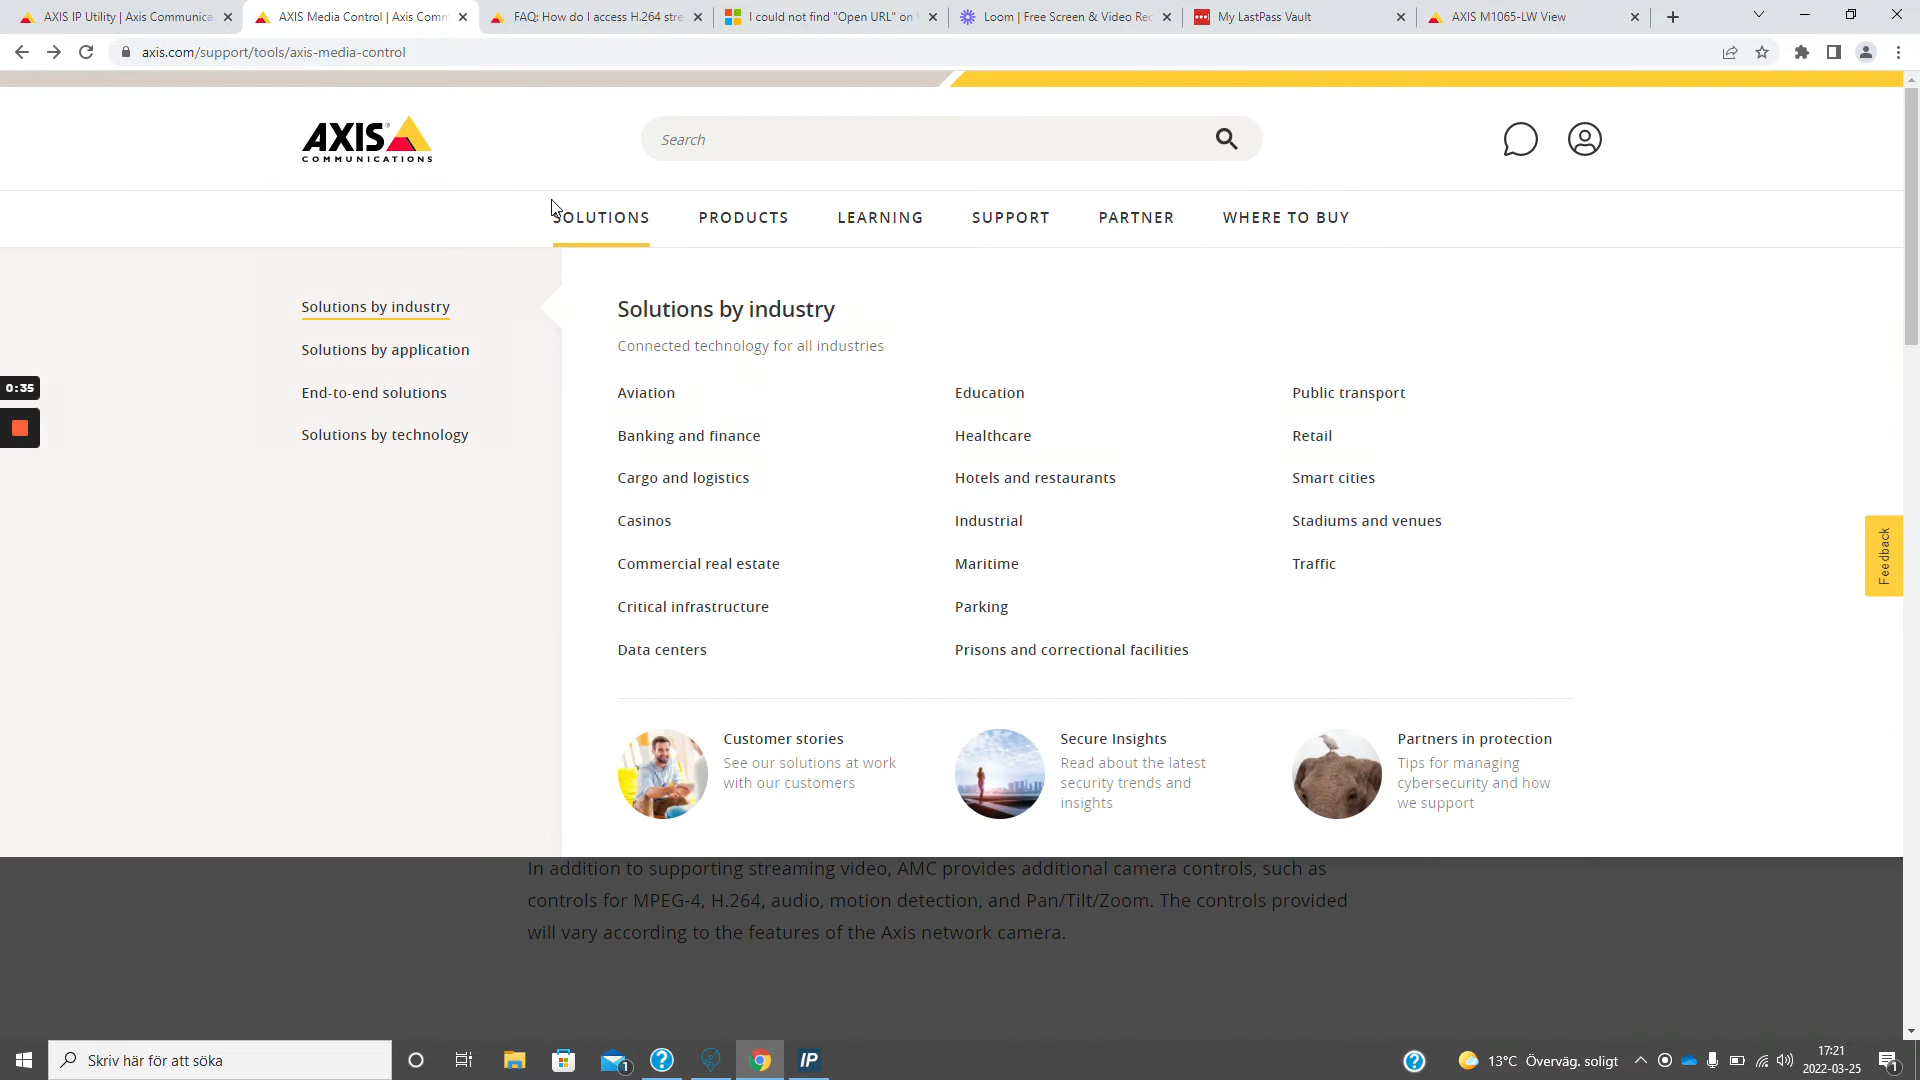 AXIS IP Utility | Axis Communica
AXIS Media Control | Axis Comm
FAQ: How do I access H.264 stre
I could not find "Open URL" on
Loom | Free Screen & Video Rec
My LastPass Vault
AXIS M1065-LW View
axis.com/support/tools/axis-media-control
AXIS
COMMUNICATIONS
Search
SOLUTIONS
PRODUCTS
LEARNING
SUPPORT
PARTNER
WHERE TO BUY
Solutions by industry
Solutions by application
End-to-end solutions
Solutions by technology
0:35
Solutions by industry
Connected technology for all industries
Aviation
Banking and finance
Cargo and logistics
Casinos
Commercial real estate
Critical infrastructure
Data centers
Education
Healthcare
Hotels and restaurants
Industrial
Maritime
Parking
Prisons and correctional facilities
Public transport
Retail
Smart cities
Stadiums and venues
Traffic
Feedback
Customer stories
See our solutions at work
with our customers
Secure Insights
Read about the latest
security trends and
insights
Partners in protection
Tips for managing
cybersecurity and how
we support
In addition to supporting streaming video, AMC provides additional camera controls, such as
controls for MPEG-4, H.264, audio, motion detection, and Pan/Tilt/Zoom. The controls provided
will vary according to the features of the Axis network camera.
Skriv här för att söka
1
IP
13°C Överväg. soligt
17:21
2022-03-25
1